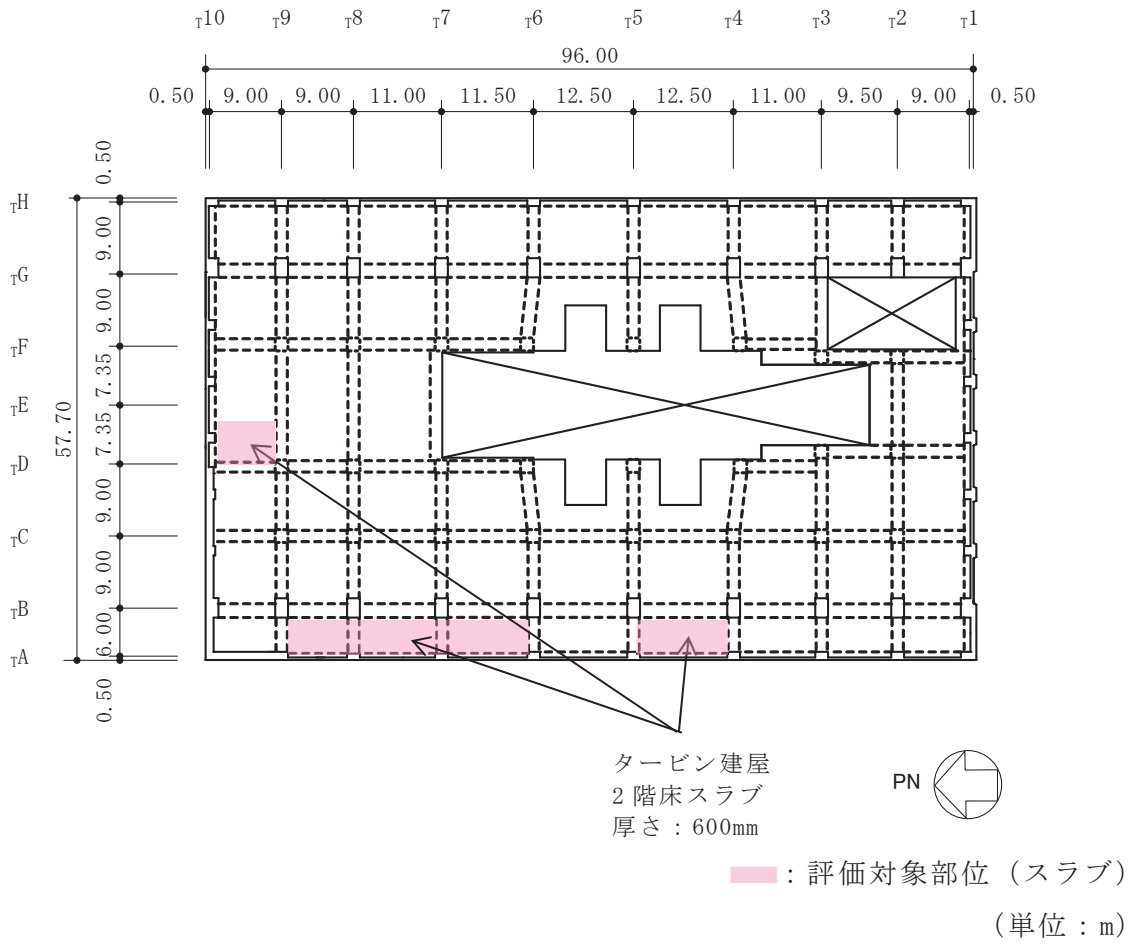 T10 T9 T8 T7 T6 T5 T4 T3 T2 T1
96.00
0.50 9.00 9.00 11.00 11.50 12.50 12.50 11.00 9.50 9.00 0.50
0.50
TH
9.00
TG
9.00
TF
7.35
TE
57.70
7.35
TD
9.00
TC
9.00
TB
6.00
TA
0.50
タービン建屋
2階床スラブ
厚さ:600mm
PN
:評価対象部位(スラブ)
(単位:m)